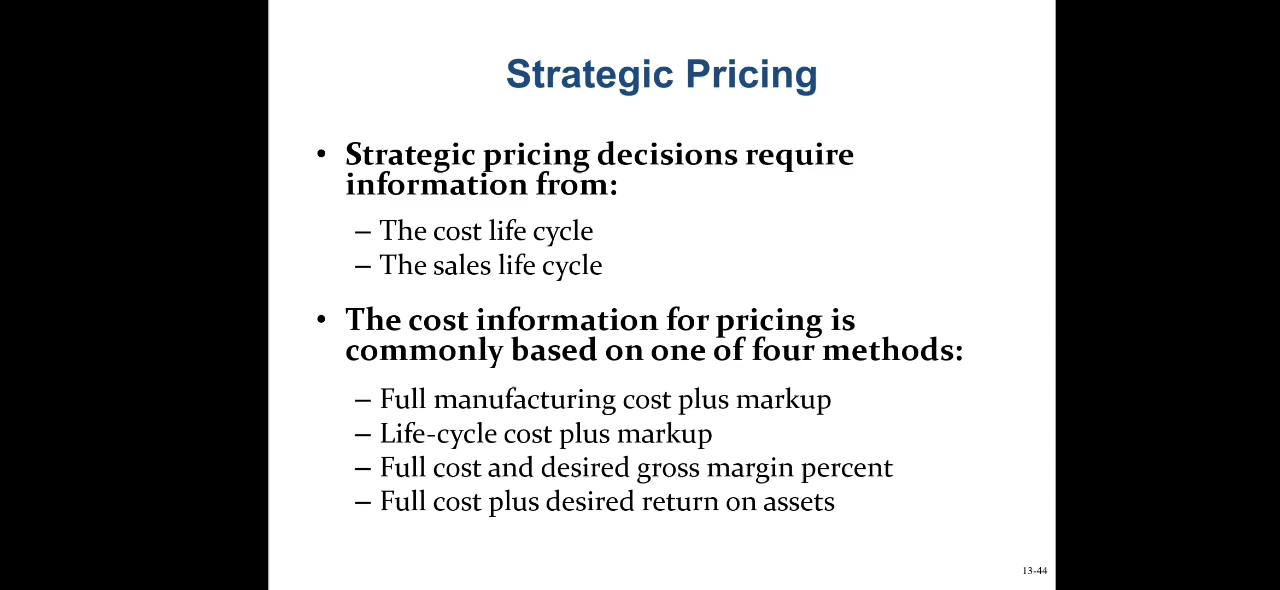 Strategic Pricing
• Strategic pricing decisions require
information from:
– The cost life cycle
– The sales life cycle
• The cost information for pricing is
commonly based on one of four methods:
– Full manufacturing cost plus markup
– Life-cycle cost plus markup
– Full cost and desired gross margin percent
– Full cost plus desired return on assets
13-44